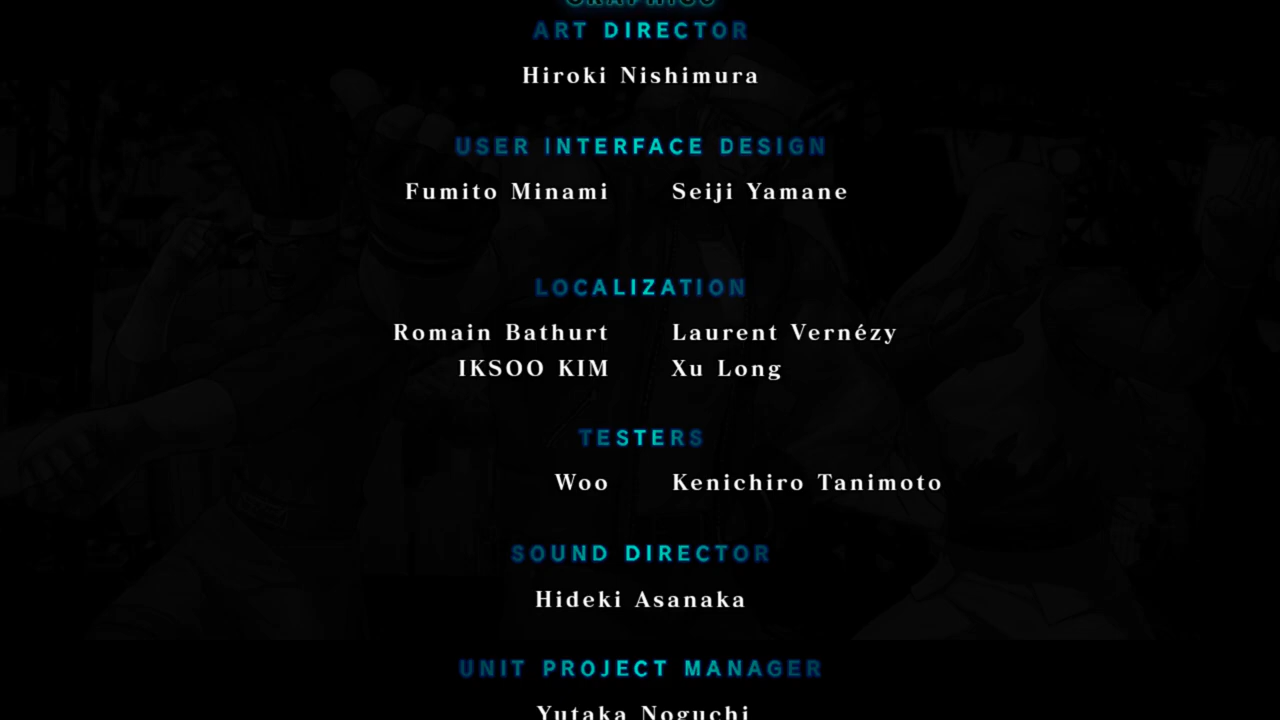 GRAPHICS
ART DIRECTOR
Hiroki Nishimura
USER INTERFACE DESIGN
Fumito Minami Seiji Yamane
LOCALIZATION
Romain Bathurt Laurent Vernézy
IKSOO KIM Xu Long
TESTERS
Woo Kenichiro Tanimoto
SOUND DIRECTOR
Hideki Asanaka
UNIT PROJECT MANAGER
Yutaka Noguchi